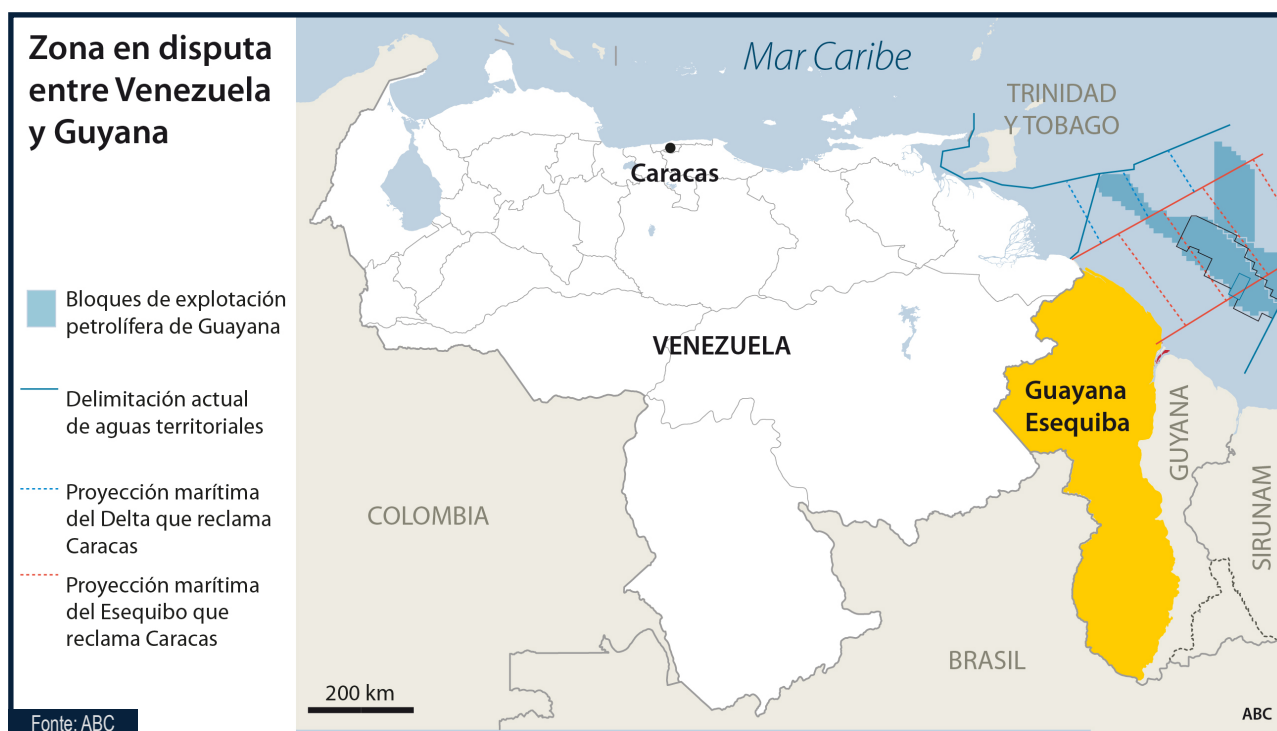 Zona en disputa
entre Venezuela
y Guyana
Bloques de explotación
petrolífera de Guayana
Delimitación actual
de aguas territoriales
Proyección marítima
del Delta que reclama
Caracas
Proyección marítima
del Esequibo que
reclama Caracas
Fonte: ABC
Mar Caribe
TRINIDAD
Y TOBAGO
Caracas
VENEZUELA
Guayana
Esequiba
GUYANA
SIRUNAM
COLOMBIA
BRASIL
200 km
ABC